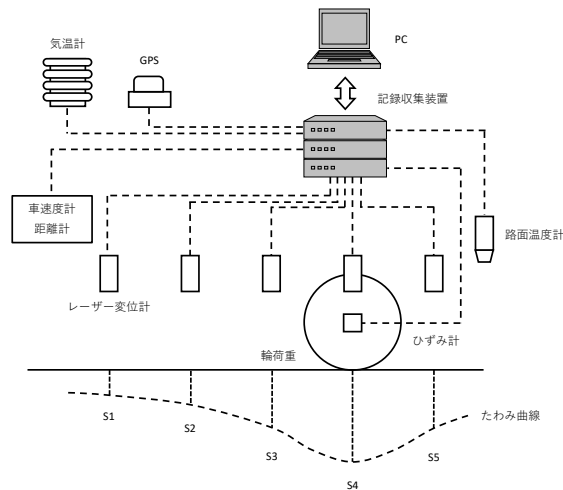 PC
気温計
GPS
記録収集装置
車速度計
距離計
路面温度計
レーザー変位計
ひずみ計
輪荷重
たわみ曲線
S1
S2
S3
S4
S5